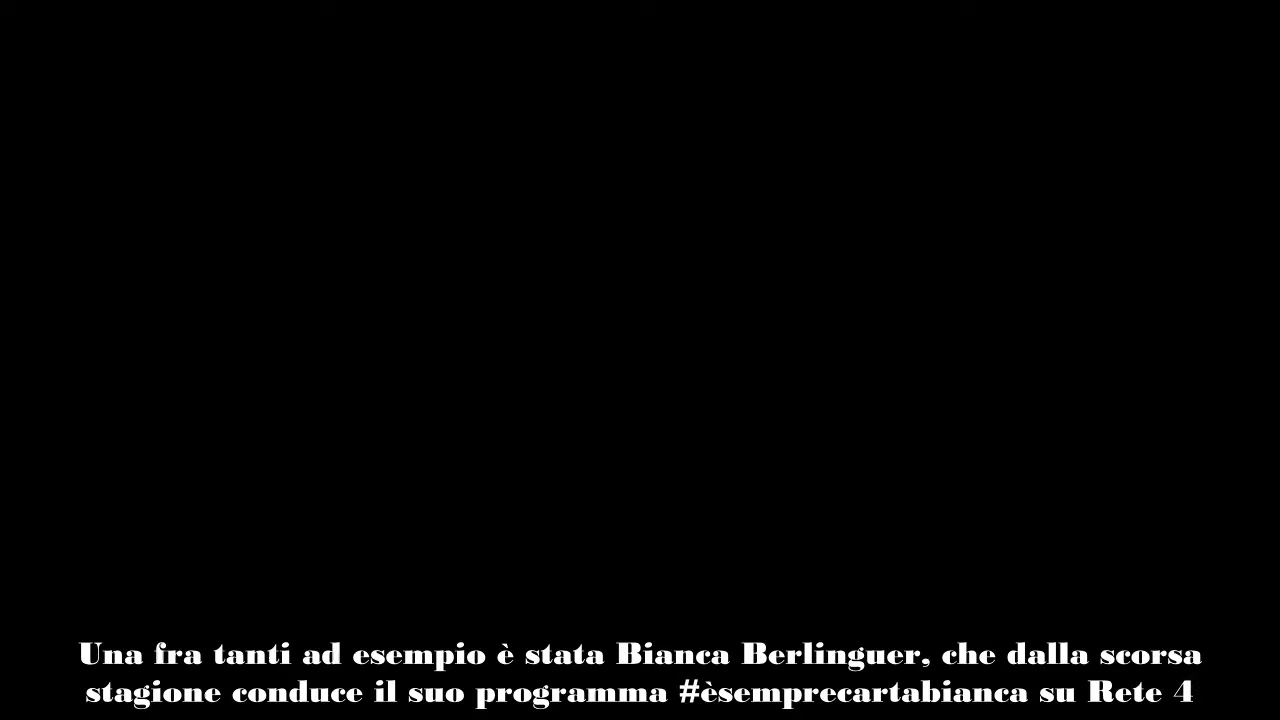 Una fra tanti ad esempio è stata Bianca Berlinguer, che dalla scorsa
stagione conduce il suo programma #èsemprecartabianca su Rete 4